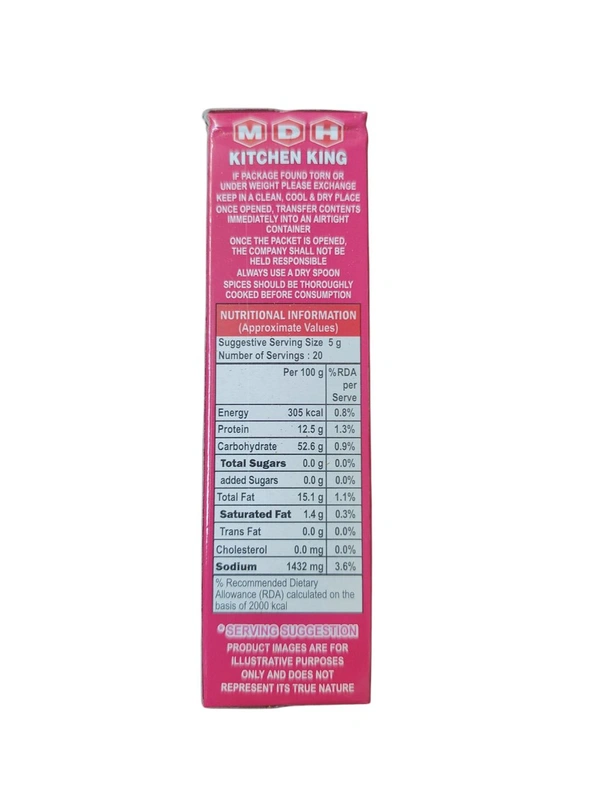 MDH
KITCHEN KING
IF PACKAGE FOUND TORN OR
UNDER WEIGHT PLEASE EXCHANGE
KEEP IN A CLEAN, COOL & DRY PLACE
ONCE OPENED, TRANSFER CONTENTS
IMMEDIATELY INTO AN AIRTIGHT
CONTAINER
ONCE THE PACKET IS OPENED,
THE COMPANY SHALL NOT BE
HELD RESPONSIBLE
ALWAYS USE A DRY SPOON
SPICES SHOULD BE THOROUGHLY
COOKED BEFORE CONSUMPTION
NUTRITIONAL INFORMATION
(Approximate Values)
Suggestive Serving Size 5 g
Number of Servings : 20
Per 100 g %RDA
per
Serve
Energy 305 kcal 0.8%
Protein 12.5 g 1.3%
Carbohydrate 52.6 g 0.9%
Total Sugars 0.0 g 0.0%
added Sugars 0.0 g 0.0%
Total Fat 15.1 g 1.1%
Saturated Fat 1.4 g 0.3%
Trans Fat 0.0 g 0.0%
Cholesterol 0.0 mg 0.0%
Sodium 1432 mg 3.6%
% Recommended Dietary
Allowance (RDA) calculated on the
basis of 2000 kcal
*SERVING SUGGESTION
PRODUCT IMAGES ARE FOR
ILLUSTRATIVE PURPOSES
ONLY AND DOES NOT
REPRESENT ITS TRUE NATURE